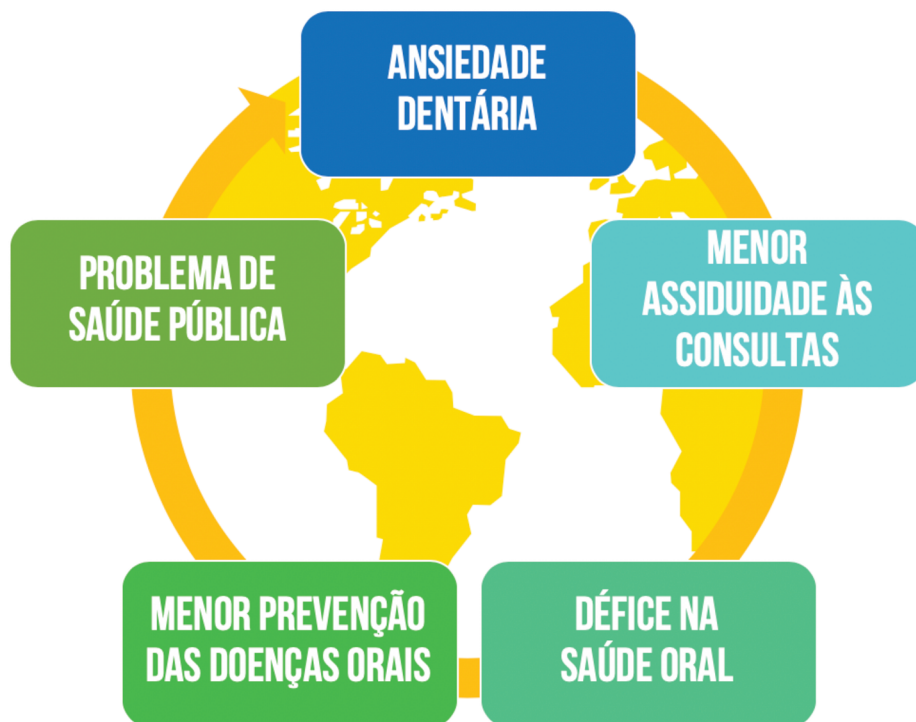 ANSIEDADE
DENTÁRIA
MENOR
ASSIDUIDADE ÀS
CONSULTAS
DÉFICE NA
SAÚDE ORAL
MENOR PREVENÇÃO
DAS DOENÇAS ORAIS
PROBLEMA DE
SAÚDE PÚBLICA